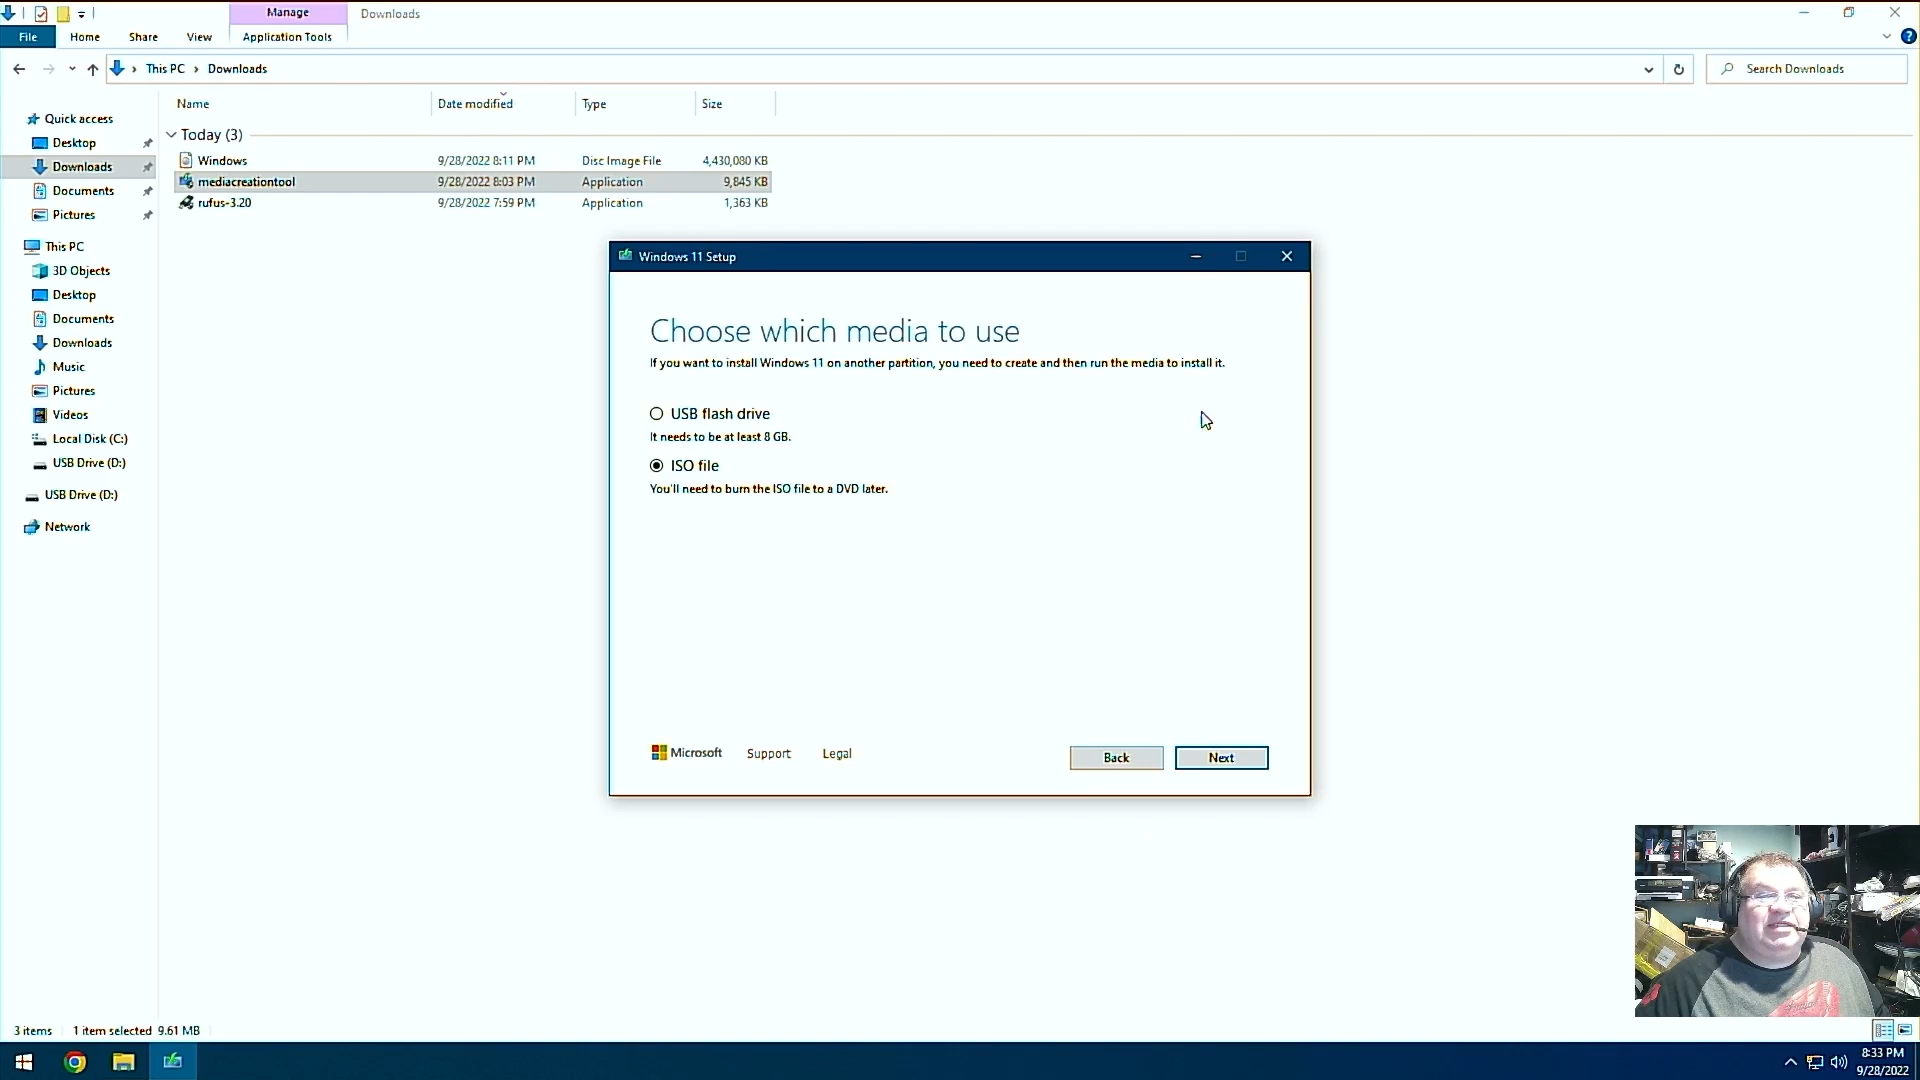 Manage
Downloads
File
Home
Share
View
Application Tools
This PC
Downloads
Search Downloads
Name
Date modified
Type
Size
Quick access
Desktop
Downloads
Documents
Pictures
This PC
3D Objects
Desktop
Documents
Downloads
Music
Pictures
Videos
Local Disk (C:)
USB Drive (D:)
USB Drive (D:)
Network
Today (3)
Windows 9/28/2022 8:11 PM Disc Image File 4,430,080 KB
mediacreationtool 9/28/2022 8:03 PM Application 9,845 KB
rufus-3.20 9/28/2022 7:59 PM Application 1,363 KB
Windows 11 Setup
Choose which media to use
If you want to install Windows 11 on another partition, you need to create and then run the media to install it.
USB flash drive
It needs to be at least 8 GB.
ISO file
You'll need to burn the ISO file to a DVD later.
Microsoft
Support
Legal
Back
Next
3 items
1 item selected 9.61 MB
8:33 PM
9/28/2022